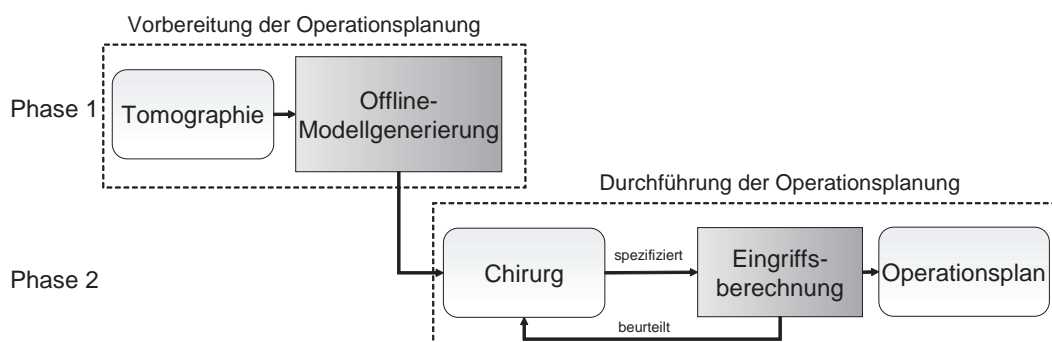 Vorbereitung der Operationsplanung
Phase 1
Tomographie
Offline-
Modellgenerierung
Durchführung der Operationsplanung
Phase 2
Chirurg
spezifiziert
Eingriffs-
berechnung
Operationsplan
beurteilt